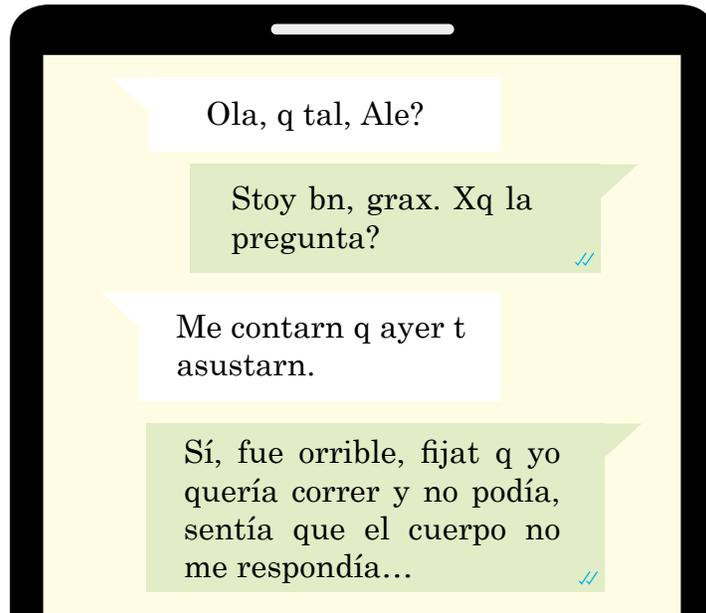 Ola, q tal, Ale?
Stoy bn, grax. Xq la
pregunta?
Me contarn q ayer t
asustarn.
Sí, fue orrible, fijat q yo
quería correr y no podía,
sentía que el cuerpo no
me respondía...